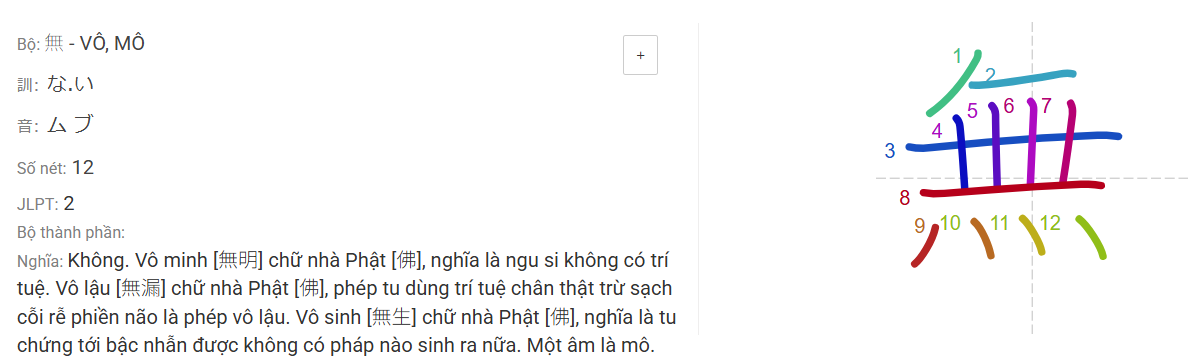 Bộ: 無 - VÔ, MÔ
+
訓: な.い
音: ム ブ
Số nét: 12
JLPT: 2
Bộ thành phần:
Nghĩa: Không. Vô minh [無明] chữ nhà Phật [佛], nghĩa là ngu si không có trí
tuệ. Vô lậu [無漏] chữ nhà Phật [佛], phép tu dùng trí tuệ chân thật trừ sạch
cỗi rễ phiền não là phép vô lậu. Vô sinh [無生] chữ nhà Phật [佛], nghĩa là tu
chứng tới bậc nhẫn được không có pháp nào sinh ra nữa. Một âm là mô.
無
1
2
3
4
5
6
7
8
9
10
11
12